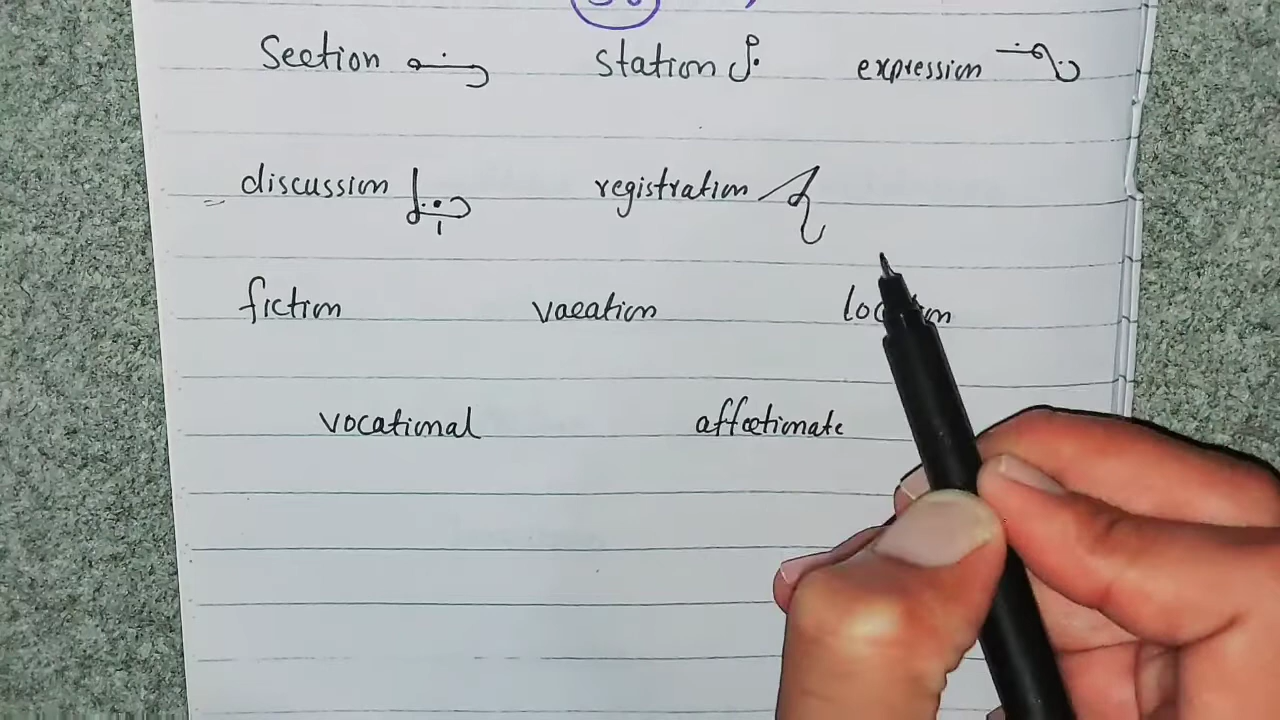 Section station expression
discussion registration
fiction vacation
vocational affectionate